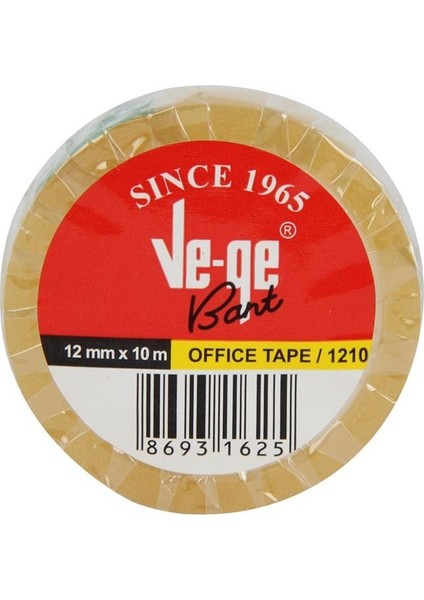 SINCE 1965
Ve-ge ®
Bant
12 mm x 10 m OFFICE TAPE / 1210
8693 1625